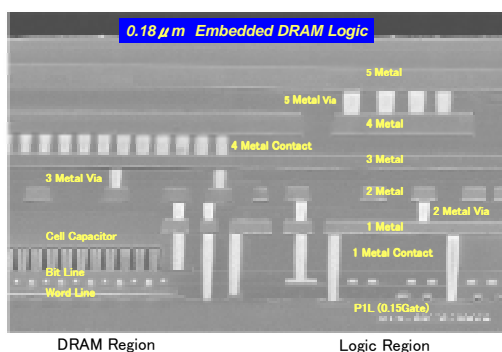 0.18μm Embedded DRAM Logic
5 Metal
5 Metal Via
4 Metal
4 Metal Contact
3 Metal
3 Metal Via
2 Metal
2 Metal Via
1 Metal
Cell Capacitor
1 Metal Contact
Bit Line
Word Line
P1L (0.15Gate)
DRAM Region
Logic Region